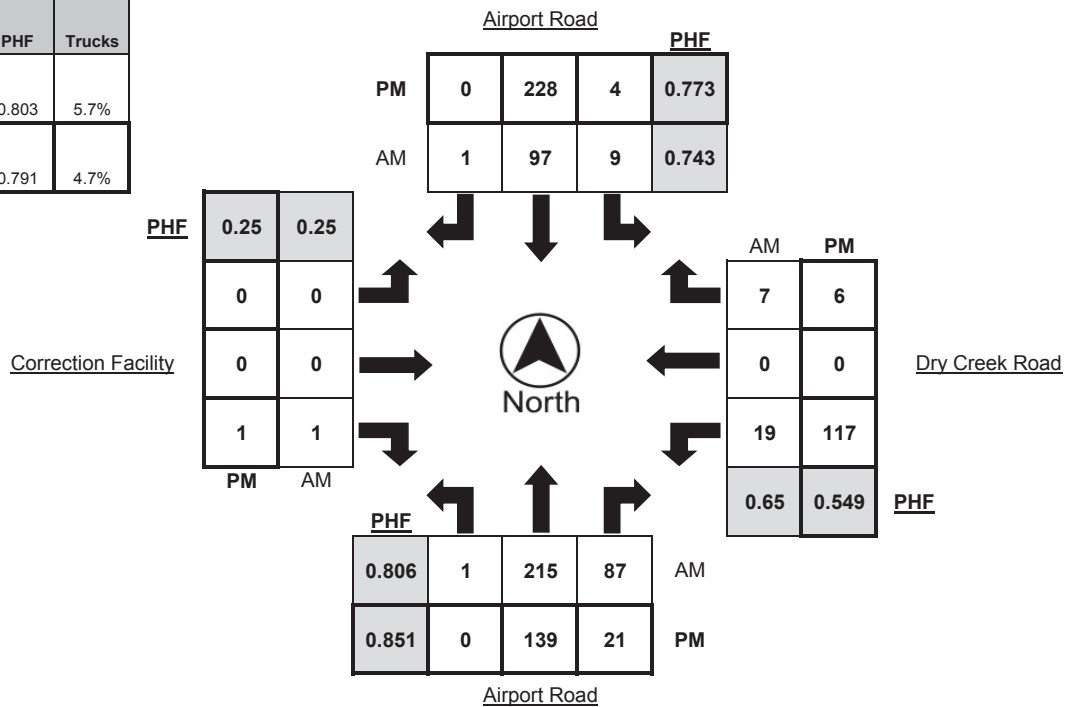 PHF Trucks
0.803 5.7%
0.791 4.7%
Airport Road
PHF
PM 0 228 4 0.773
AM 1 97 9 0.743
PHF 0.25 0.25
0 0
Correction Facility 0 0
1 1
PM AM
North
AM PM
7 6
0 0 Dry Creek Road
19 117
0.65 0.549 PHF
PHF
0.806 1 215 87 AM
0.851 0 139 21 PM
Airport Road